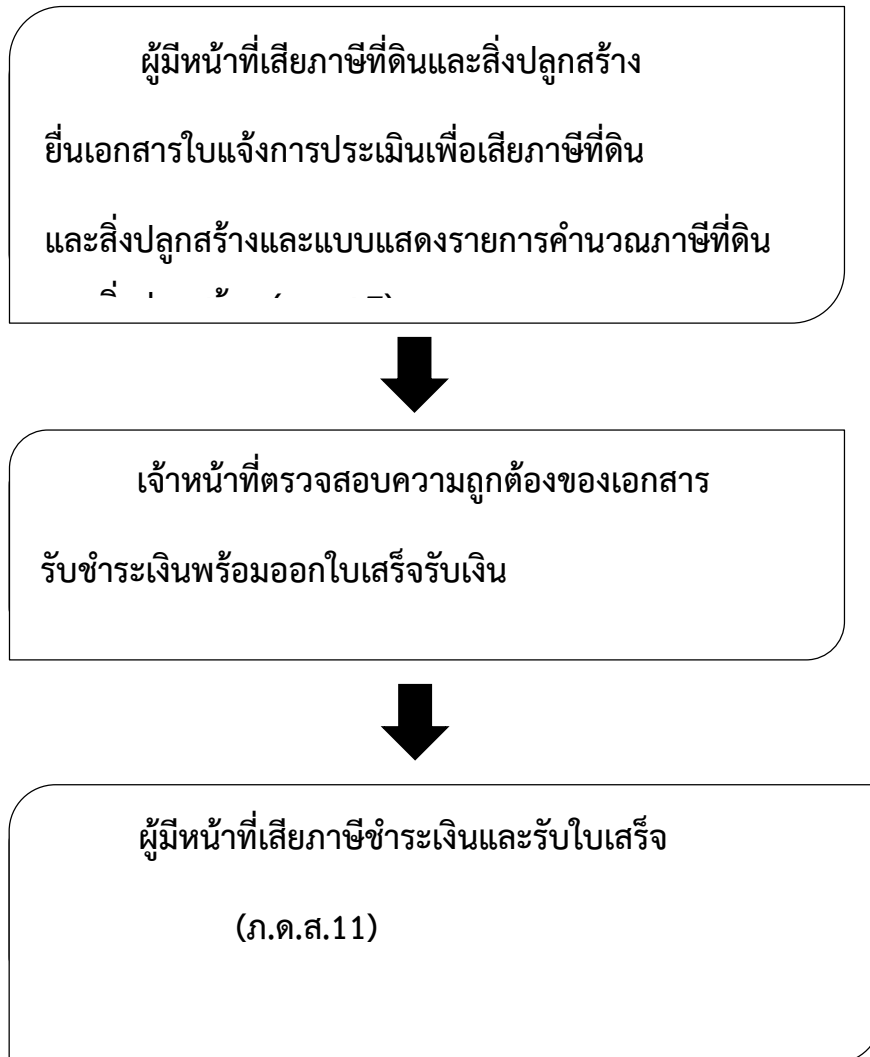 ผู้มีหน้าที่เสียภาษีที่ดินและสิ่งปลูกสร้าง
ยื่นเอกสารใบแจ้งการประเมินเพื่อเสียภาษีที่ดิน
และสิ่งปลูกสร้างและแบบแสดงรายการคำนวณภาษีที่ดิน
เจ้าหน้าที่ตรวจสอบความถูกต้องของเอกสาร
รับชำระเงินพร้อมออกใบเสร็จรับเงิน
ผู้มีหน้าที่เสียภาษีชำระเงินและรับใบเสร็จ
(ภ.ด.ส.11)